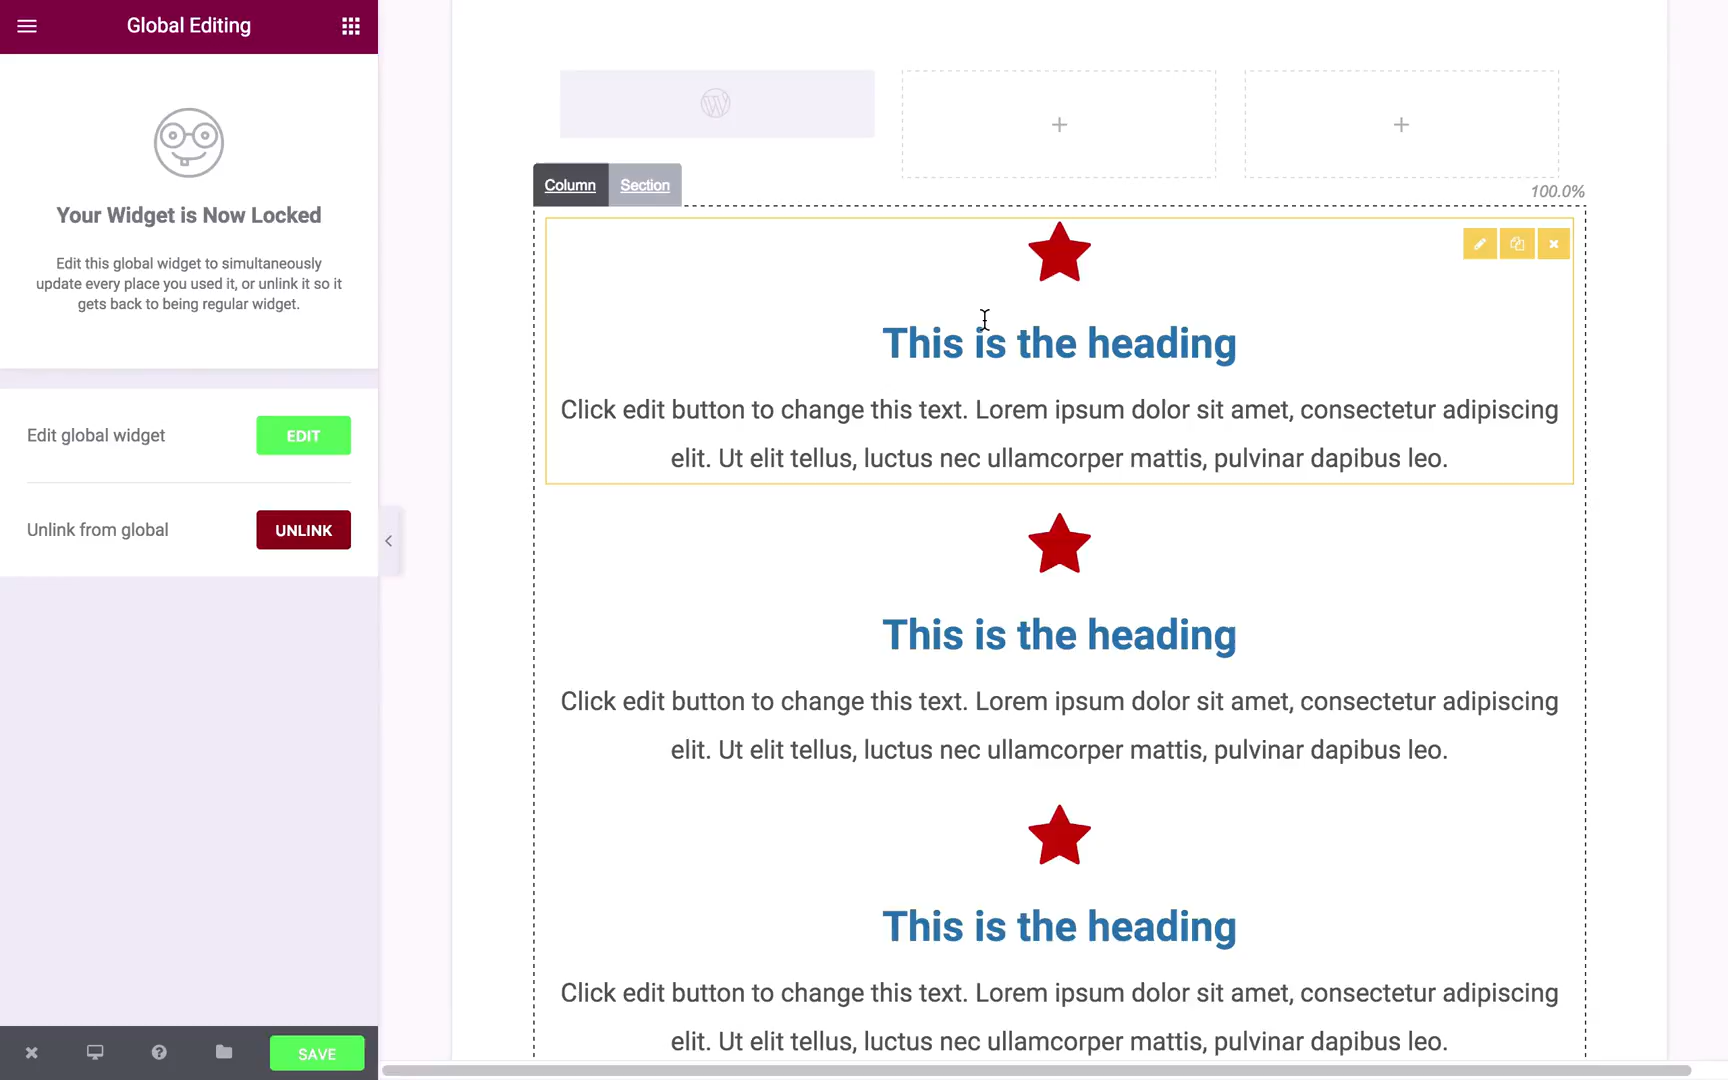 Global Editing
Your Widget is Now Locked
Edit this global widget to simultaneously
update every place you used it, or unlink it so it
gets back to being regular widget.
Edit global widget
EDIT
Unlink from global
UNLINK
SAVE
Column
Section
100.0%
This is the heading
Click edit button to change this text. Lorem ipsum dolor sit amet, consectetur adipiscing
elit. Ut elit tellus, luctus nec ullamcorper mattis, pulvinar dapibus leo.
This is the heading
Click edit button to change this text. Lorem ipsum dolor sit amet, consectetur adipiscing
elit. Ut elit tellus, luctus nec ullamcorper mattis, pulvinar dapibus leo.
This is the heading
Click edit button to change this text. Lorem ipsum dolor sit amet, consectetur adipiscing
elit. Ut elit tellus, luctus nec ullamcorper mattis, pulvinar dapibus leo.